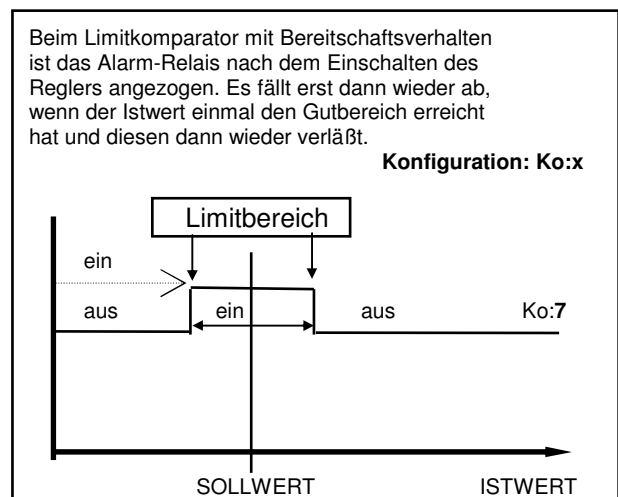 Beim Limitkomparator mit Bereitschaftsverhalten
ist das Alarm-Relais nach dem Einschalten des
Reglers angezogen. Es fällt erst dann wieder ab,
wenn der Istwert einmal den Gutbereich erreicht
hat und diesen dann wieder verläßt.
Konfiguration: Ko:x
Limitbereich
ein
aus ein aus Ko:7
SOLLWERT ISTWERT